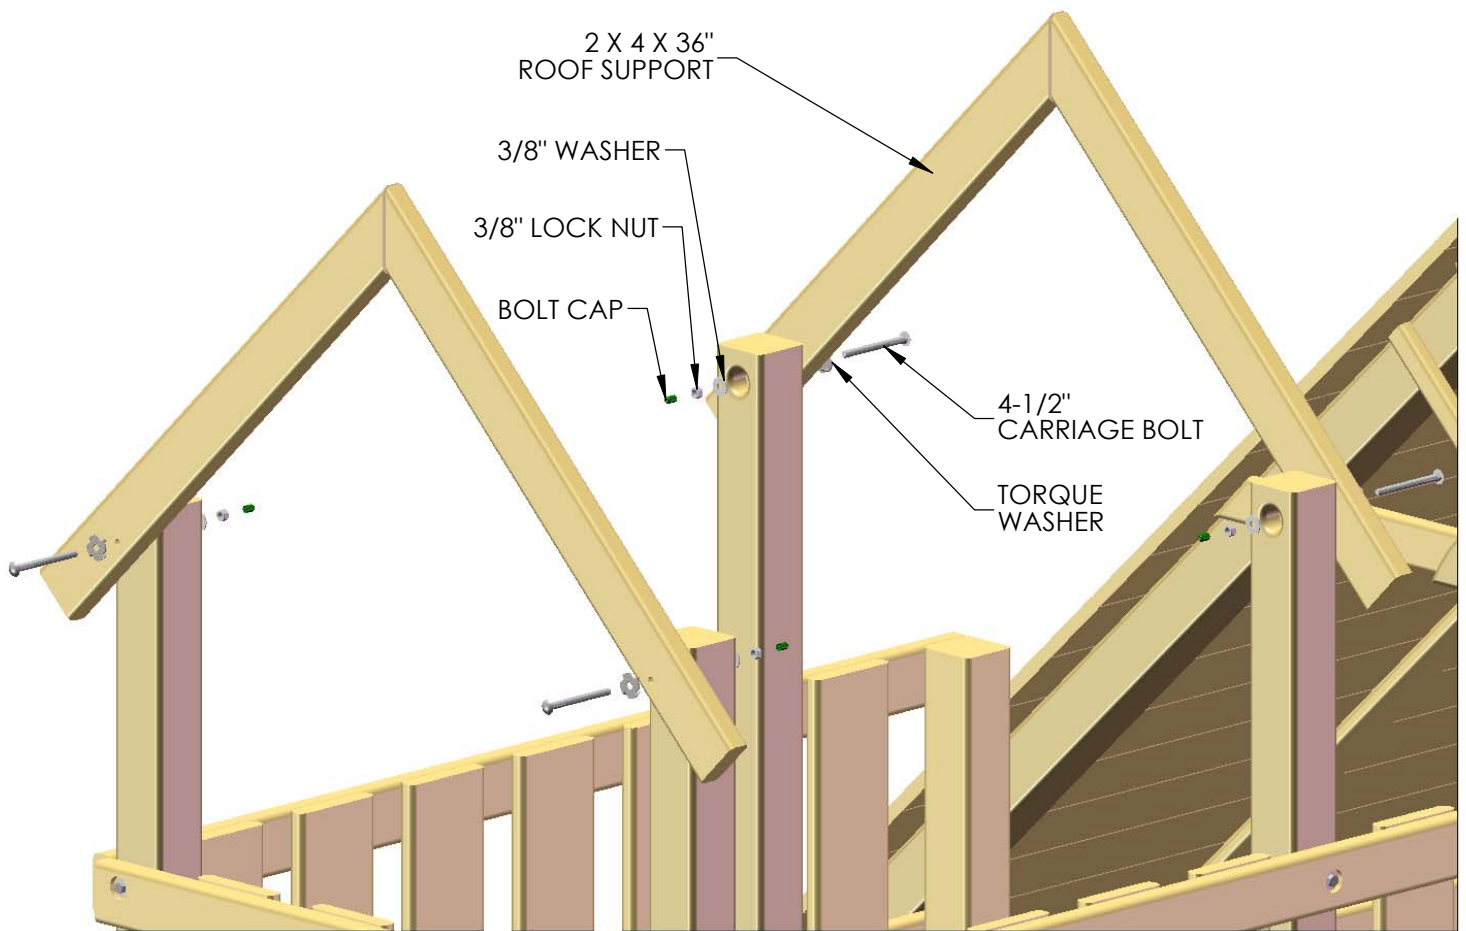 2 X 4 X 36"
ROOF SUPPORT
3/8" WASHER
3/8" LOCK NUT
BOLT CAP
4-1/2"
CARRIAGE BOLT
TORQUE
WASHER